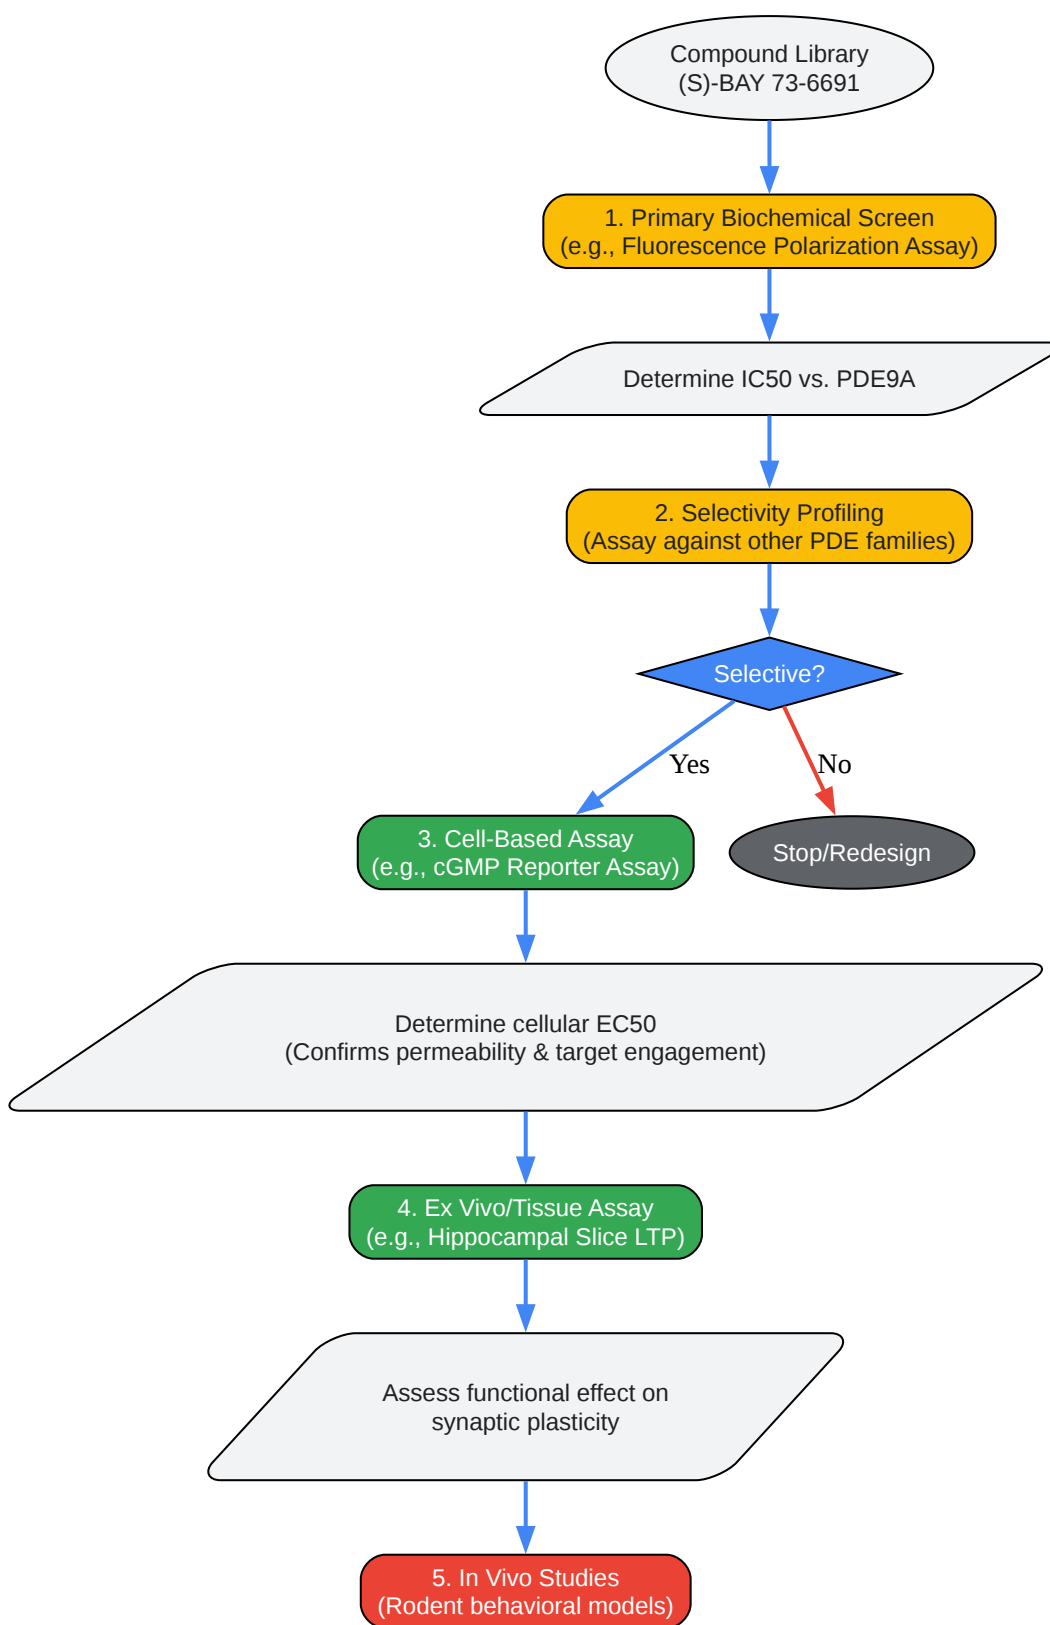 Compound Library
(S)-BAY 73-6691
1. Primary Biochemical Screen
(e.g., Fluorescence Polarization Assay)
Determine IC50 vs. PDE9A
2. Selectivity Profiling
(Assay against other PDE families)
Selective?
Yes
No
3. Cell-Based Assay
(e.g., cGMP Reporter Assay)
Stop/Redesign
Determine cellular EC50
(Confirms permeability & target engagement)
4. Ex Vivo/Tissue Assay
(e.g., Hippocampal Slice LTP)
Assess functional effect on
synaptic plasticity
5. In Vivo Studies
(Rodent behavioral models)